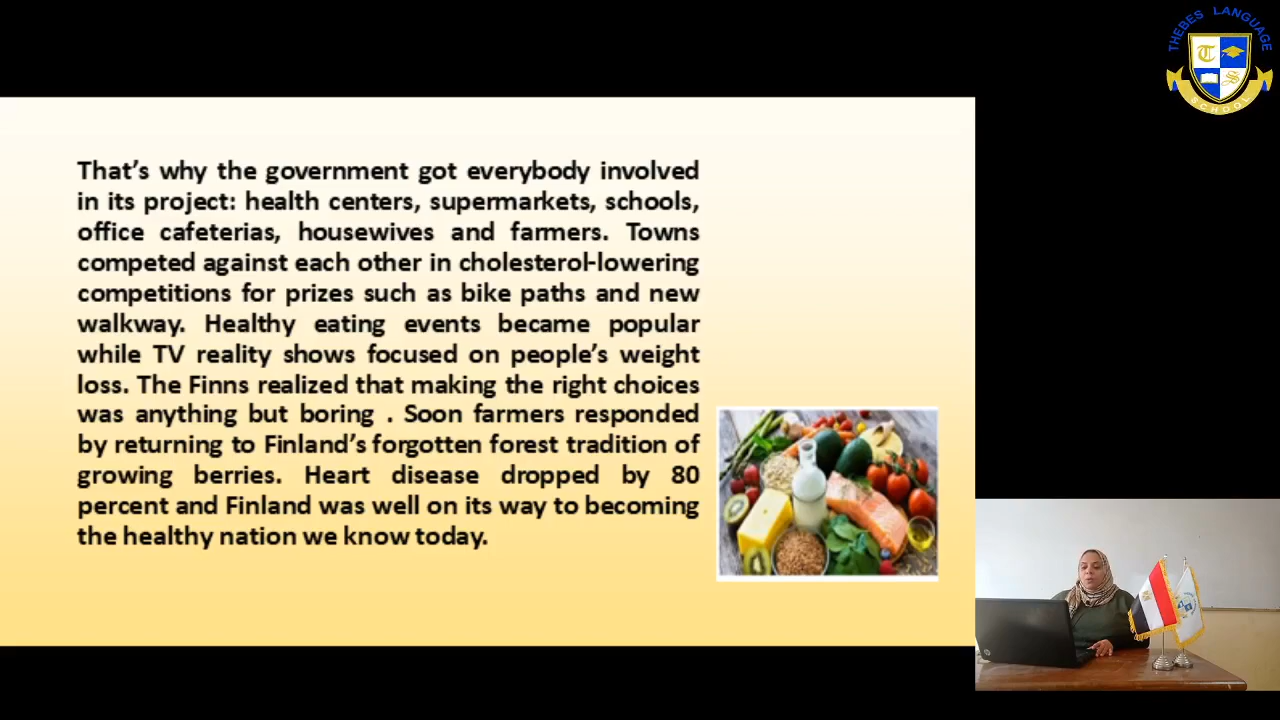 THEBES LANGUAGE
SCHOOL
That's why the government got everybody involved
in its project: health centers, supermarkets, schools,
office cafeterias, housewives and farmers. Towns
competed against each other in cholesterol-lowering
competitions for prizes such as bike paths and new
walkway. Healthy eating events became popular
while TV reality shows focused on people's weight
loss. The Finns realized that making the right choices
was anything but boring . Soon farmers responded
by returning to Finland's forgotten forest tradition of
growing berries. Heart disease dropped by 80
percent and Finland was well on its way to becoming
the healthy nation we know today.